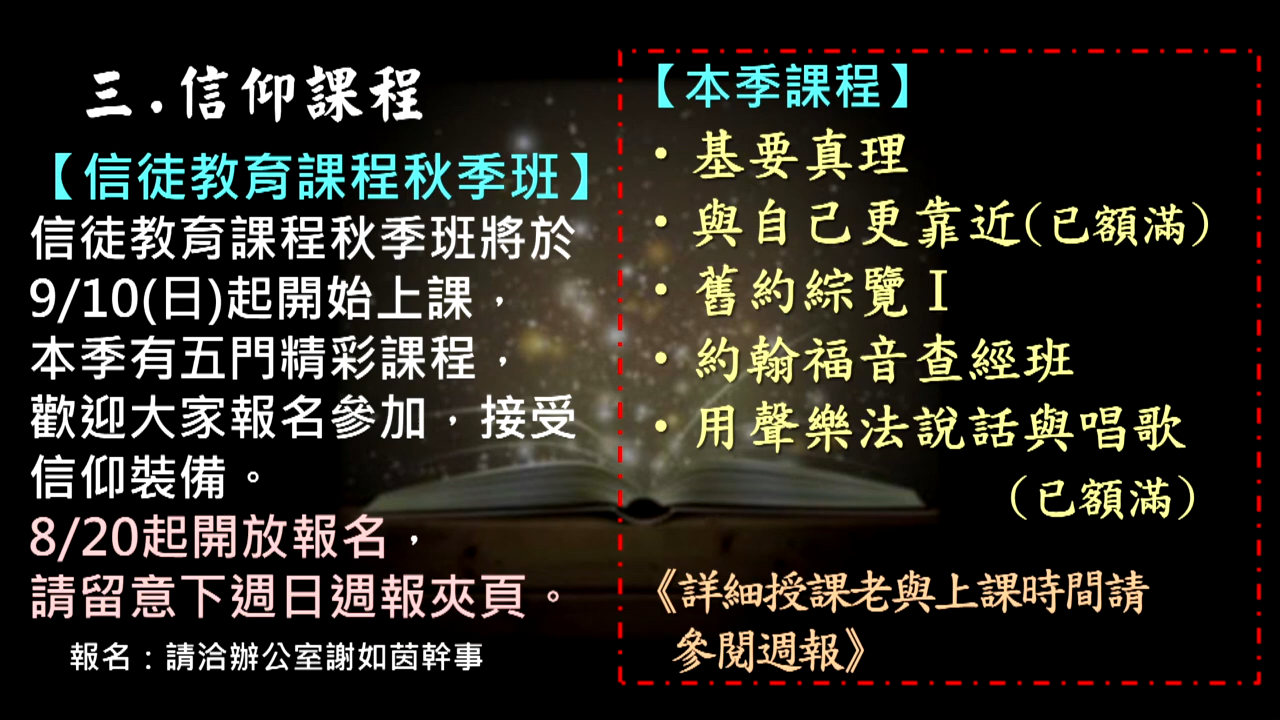 三.信仰課程
【信徒教育課程秋季班】
信徒教育課程秋季班將於
9/10(日)起開始上課，
本季有五門精彩課程，
歡迎大家報名參加，接受
信仰裝備。
8/20起開放報名，
請留意下週日週報夾頁。
報名：請洽辦公室謝如茵幹事
【本季課程】
• 基要真理
• 與自己更靠近(已額滿)
• 舊約綜覽 I
• 約翰福音查經班
• 用聲樂法說話與唱歌
(已額滿)
《詳細授課老與上課時間請
參閱週報》